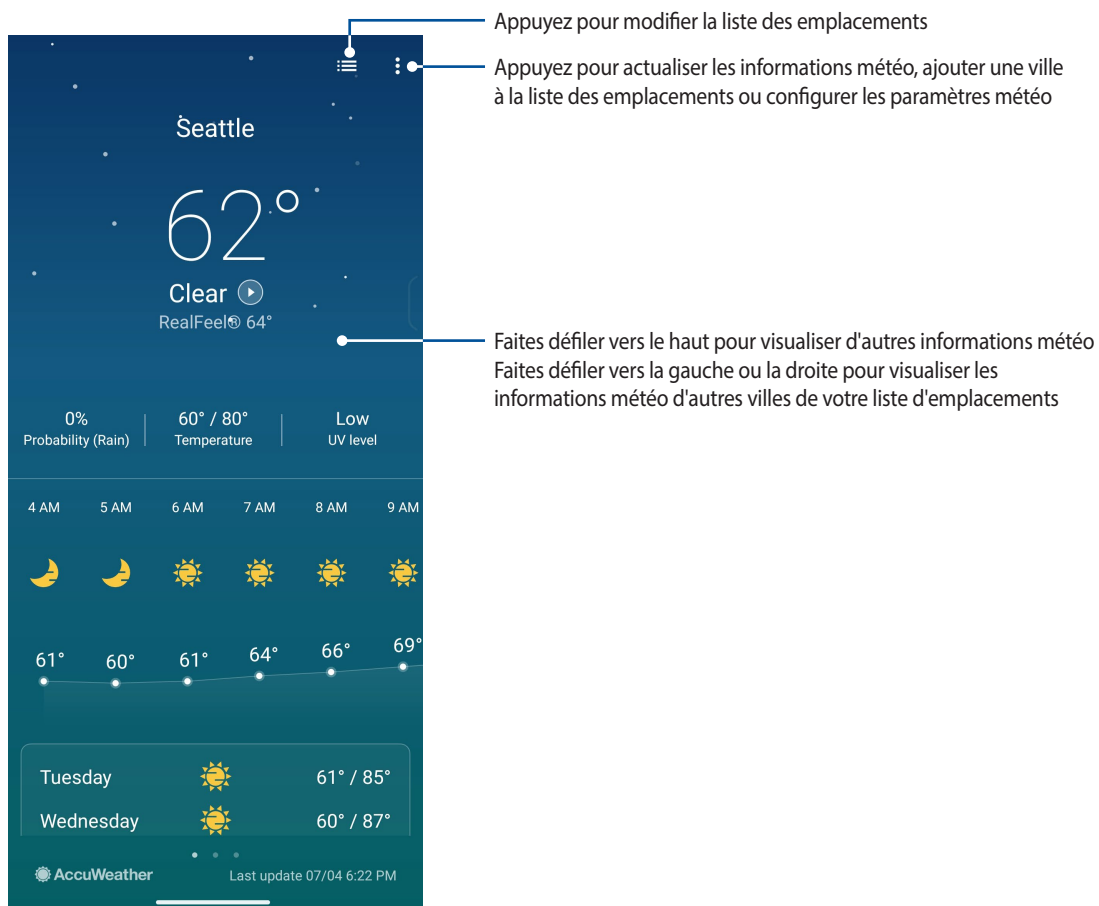 Appuyez pour modifier la liste des emplacements
Appuyez pour actualiser les informations météo, ajouter une ville
à la liste des emplacements ou configurer les paramètres météo
Seattle
62°
Clear
RealFeel® 64°
Faites défiler vers le haut pour visualiser d'autres informations météo
Faites défiler vers la gauche ou la droite pour visualiser les
informations météo d'autres villes de votre liste d'emplacements
0% 60° / 80° Low
Probability (Rain) Temperature UV level
4 AM 5 AM 6 AM 7 AM 8 AM 9 AM
61° 60° 61° 64° 66° 69°
Tuesday 61° / 85°
Wednesday 60° / 87°
AccuWeather Last update 07/04 6:22 PM